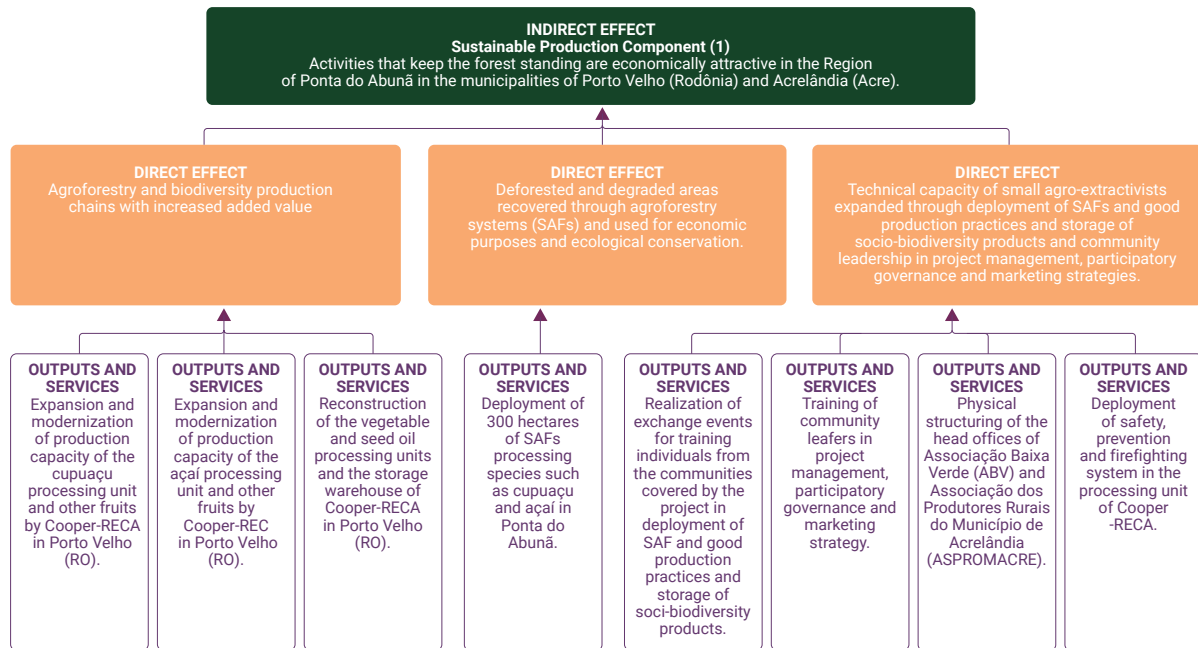 INDIRECT EFFECT
Sustainable Production Component (1)
Activities that keep the forest standing are economically attractive in the Region
of Ponta do Abunã in the municipalities of Porto Velho (Rodônia) and Acrelândia (Acre).
DIRECT EFFECT
Agroforestry and biodiversity production
chains with increased added value
DIRECT EFFECT
Deforested and degraded areas
recovered through agroforestry
systems (SAFs) and used for economic
purposes and ecological conservation.
DIRECT EFFECT
Technical capacity of small agro-extractivists
expanded through deployment of SAFs and good
production practices and storage of
socio-biodiversity products and community
leadership in project management, participatory
governance and marketing strategies.
OUTPUTS AND
SERVICES
Expansion and
modernization
of production
capacity of the
cupuaçu
processing unit
and other fruits
by Cooper-RECA
in Porto Velho
(RO).
OUTPUTS AND
SERVICES
Expansion and
modernization
of production
capacity of the
açaí processing
unit and other
fruits by
Cooper-REC
in Porto Velho
(RO).
OUTPUTS AND
SERVICES
Reconstruction
of the vegetable
and seed oil
processing units
and the storage
warehouse of
Cooper-RECA
in Porto Velho
(RO).
OUTPUTS AND
SERVICES
Deployment of
300 hectares
of SAFs
processing
species such
as cupuaçu
and açaí in
Ponta do
Abunã.
OUTPUTS AND
SERVICES
Realization of
exchange events
for training
individuals from
the communities
covered by the
project in
deployment of
SAF and good
production
practices and
storage of
soci-biodiversity
products.
OUTPUTS AND
SERVICES
Training of
community
leafers in
project
management,
participatory
governance and
marketing
strategy.
OUTPUTS AND
SERVICES
Physical
structuring of the
head offices of
Associação Baixa
Verde (ABV) and
Associação dos
Produtores Rurais
do Município de
Acrelândia
(ASPROMACRE).
OUTPUTS AND
SERVICES
Deployment
of safety,
prevention
and firefighting
system in the
processing unit
of Cooper
-RECA.